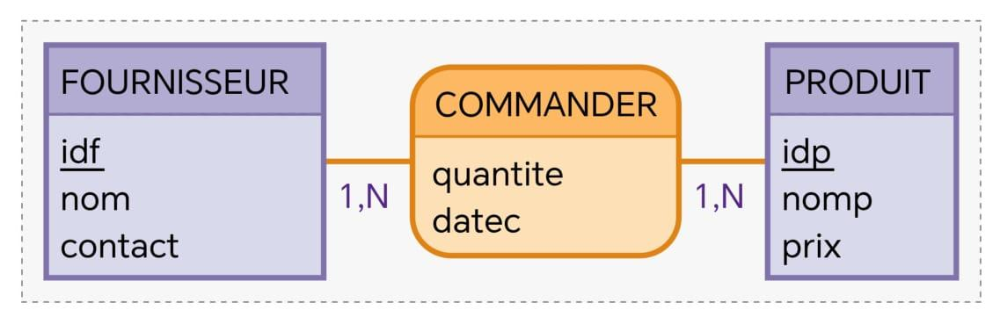 FOURNISSEUR
idf
nom
contact
1,N
COMMANDER
quantite
datec
1,N
PRODUIT
idp
nomp
prix